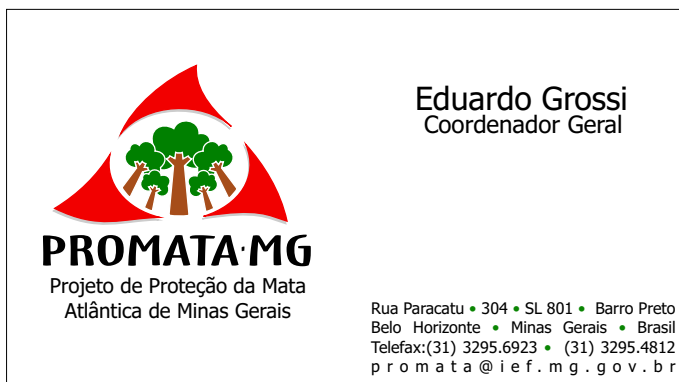 PROMATA·MG
Projeto de Proteção da Mata
Atlântica de Minas Gerais
Eduardo Grossi
Coordenador Geral
Rua Paracatu • 304 • SL 801 • Barro Preto
Belo Horizonte • Minas Gerais • Brasil
Telefax:(31) 3295.6923 • (31) 3295.4812
promata@ief.mg.gov.br